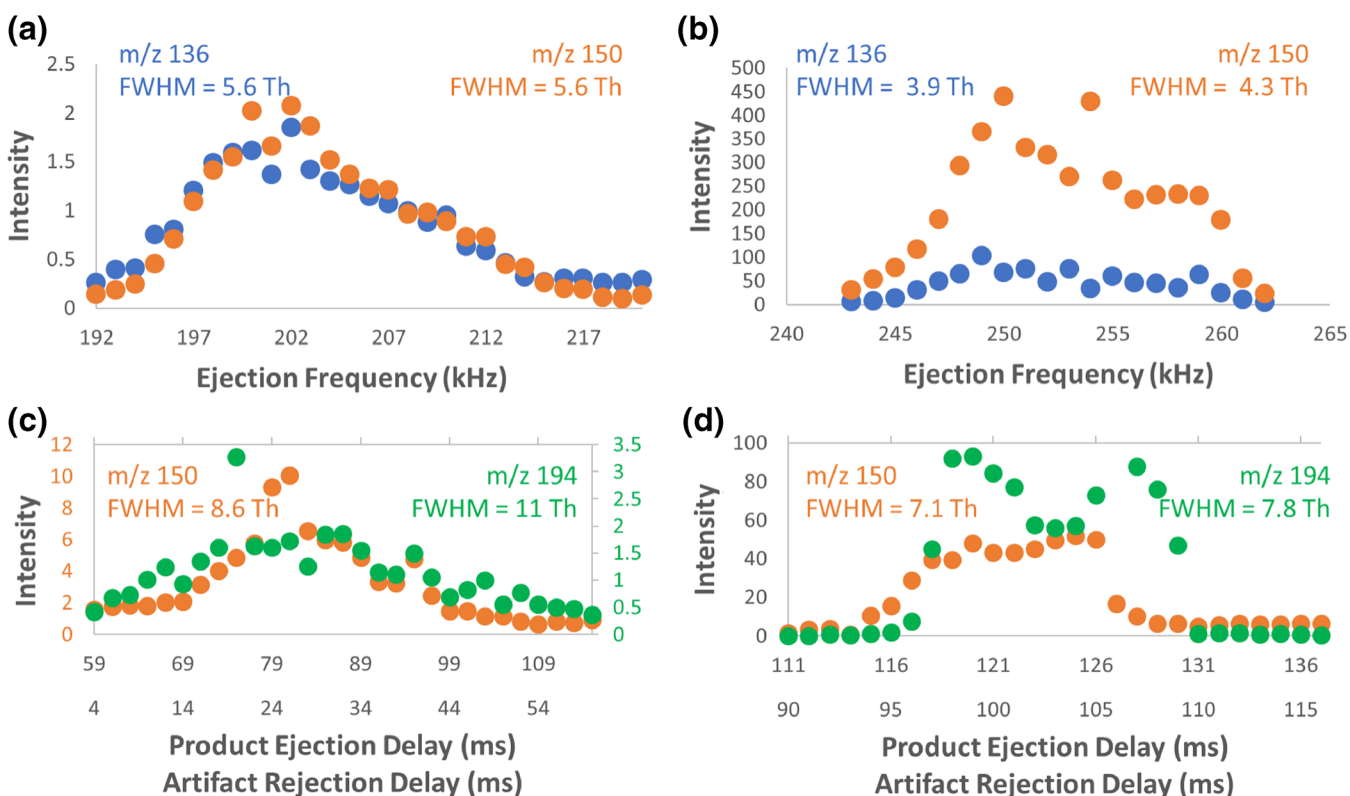 (a)
m/z 136
FWHM = 5.6 Th
m/z 150
FWHM = 5.6 Th
2.5
2
1.5
1
0.5
0
Intensity
192 197 202 207 212 217
Ejection Frequency (kHz)
(b)
m/z 136
FWHM = 3.9 Th
m/z 150
FWHM = 4.3 Th
500
450
400
350
300
250
200
150
100
50
0
Intensity
240 245 250 255 260 265
Ejection Frequency (kHz)
(c)
m/z 150
FWHM = 8.6 Th
m/z 194
FWHM = 11 Th
12
10
8
6
4
2
0
Intensity
3.5
3
2.5
2
1.5
1
0.5
0
59 69 79 89 99 109
4 14 24 34 44 54
Product Ejection Delay (ms)
Artifact Rejection Delay (ms)
(d)
m/z 150
FWHM = 7.1 Th
m/z 194
FWHM = 7.8 Th
100
80
60
40
20
0
Intensity
111 116 121 126 131 136
90 95 100 105 110 115
Product Ejection Delay (ms)
Artifact Rejection Delay (ms)